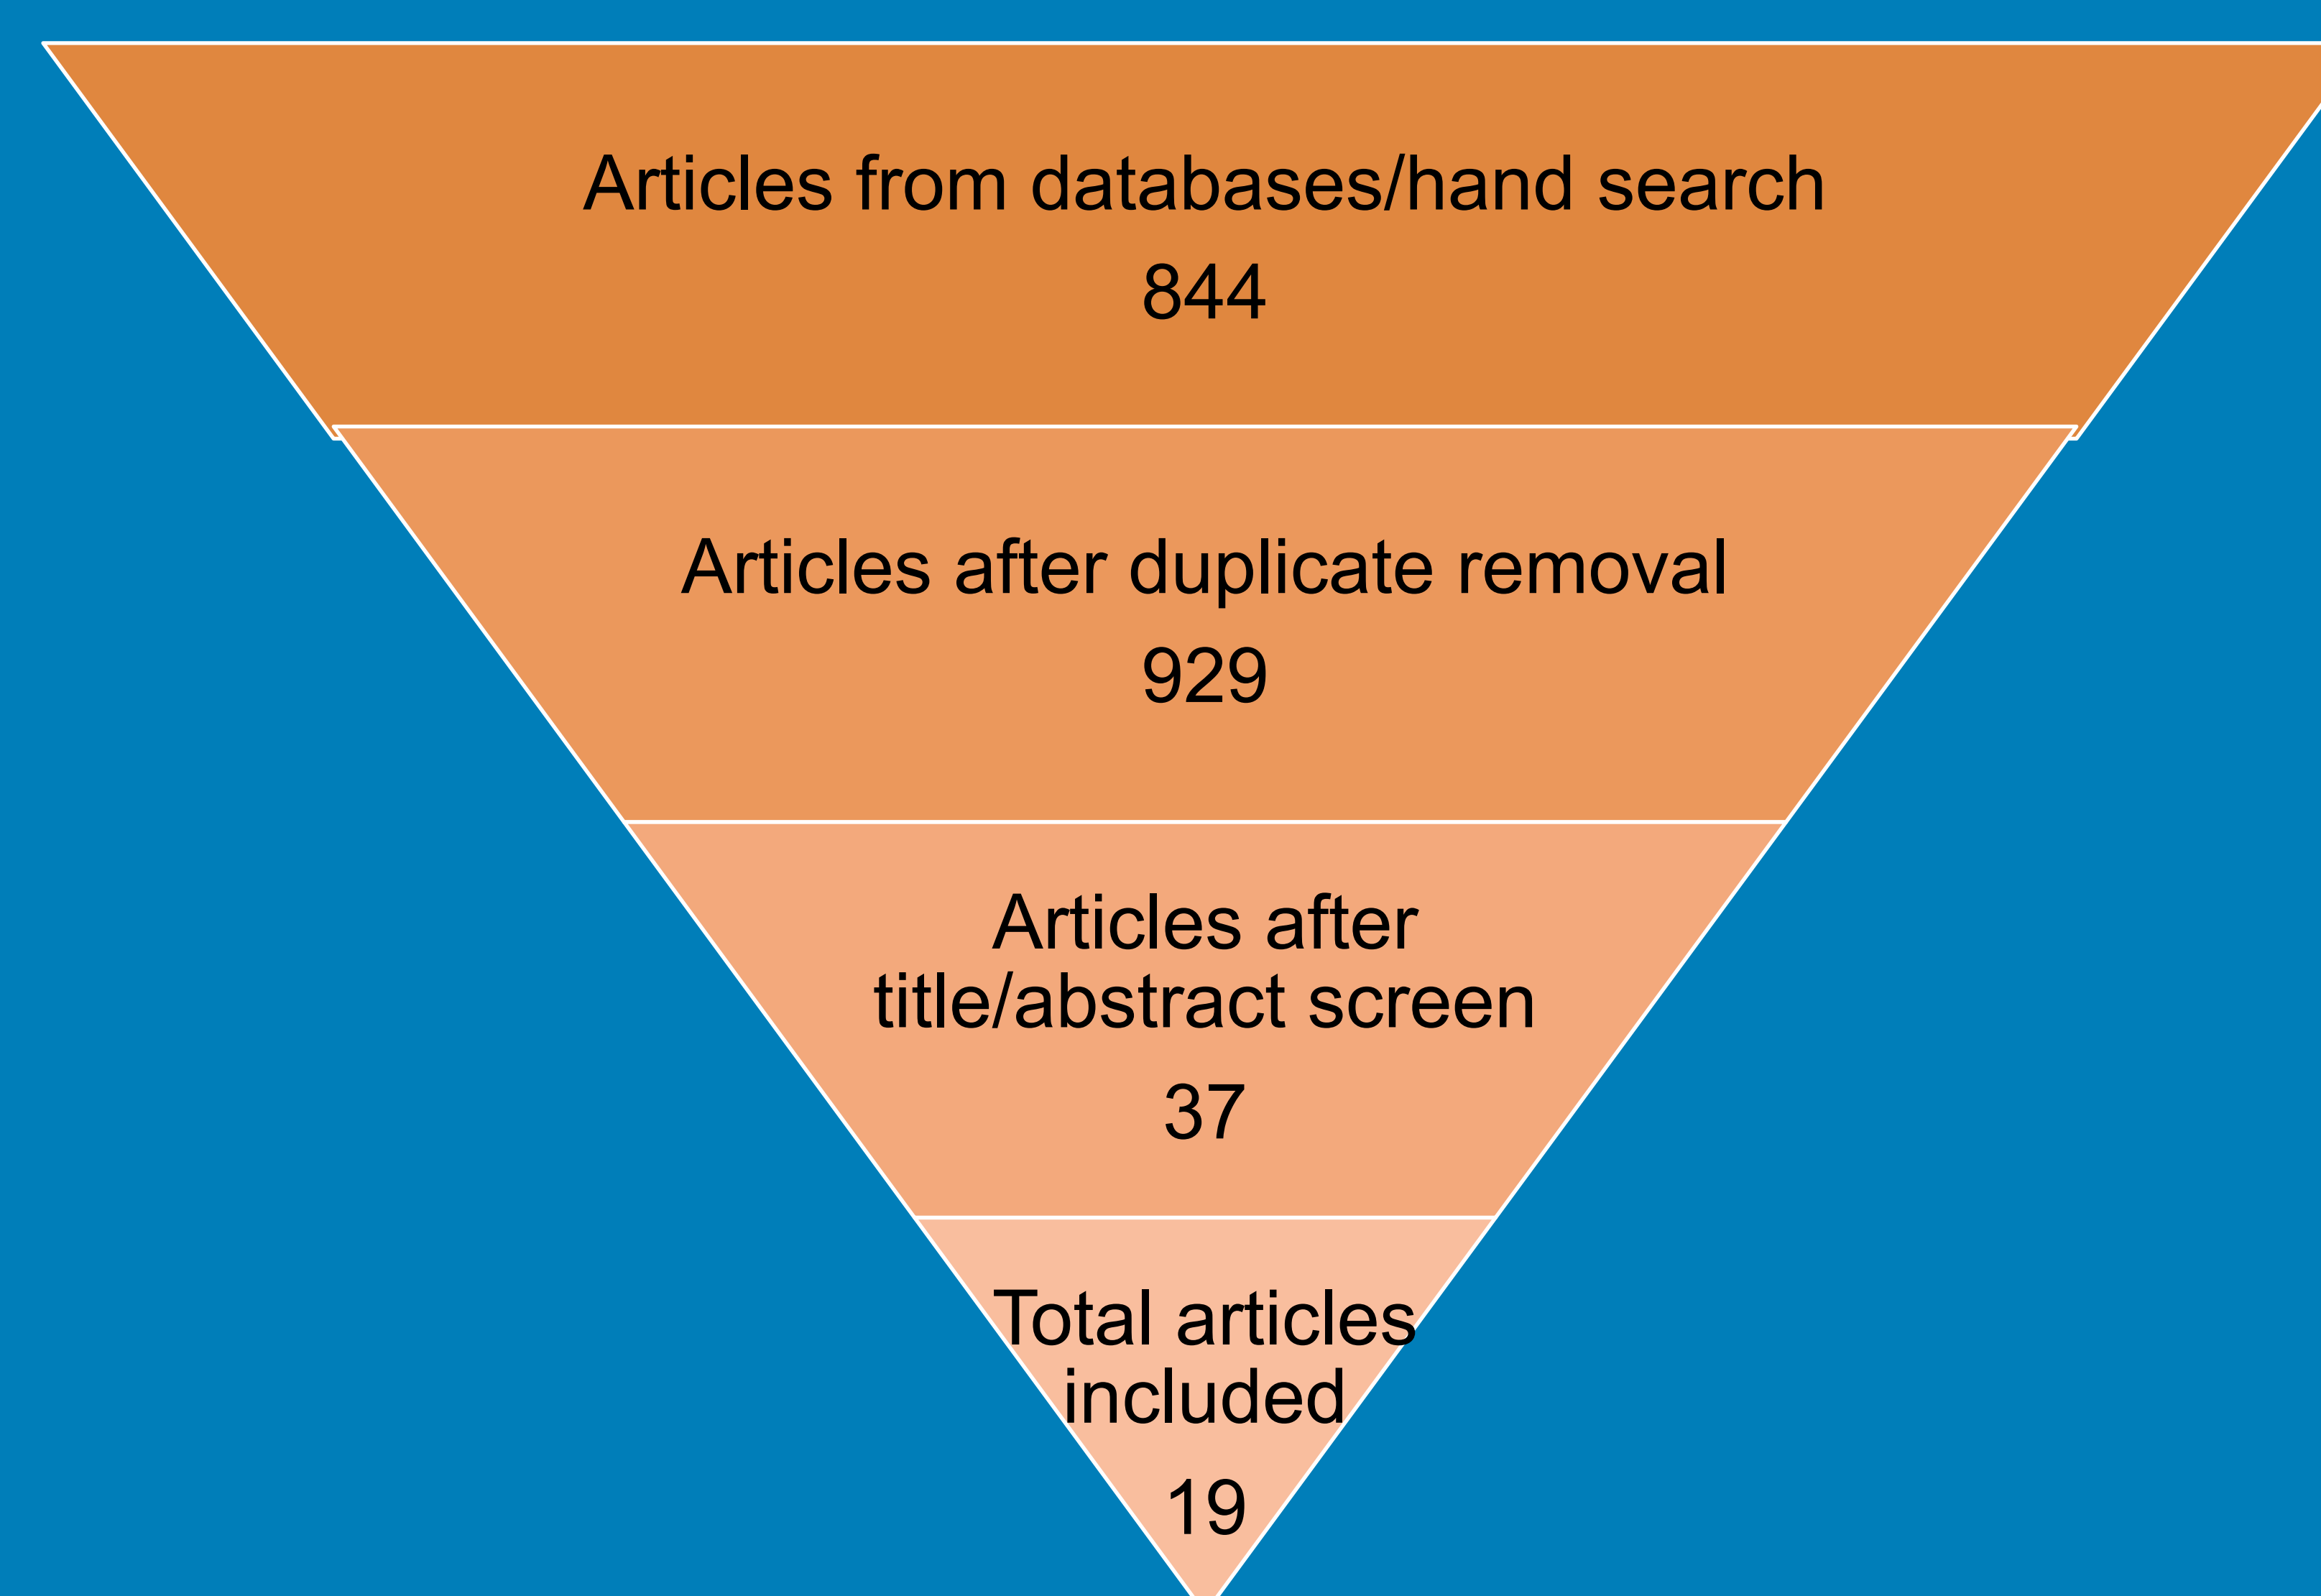 Articles from databases/hand search
844
Articles after duplicate removal
929
Articles after
title/abstract screen
37
Total articles
included
19